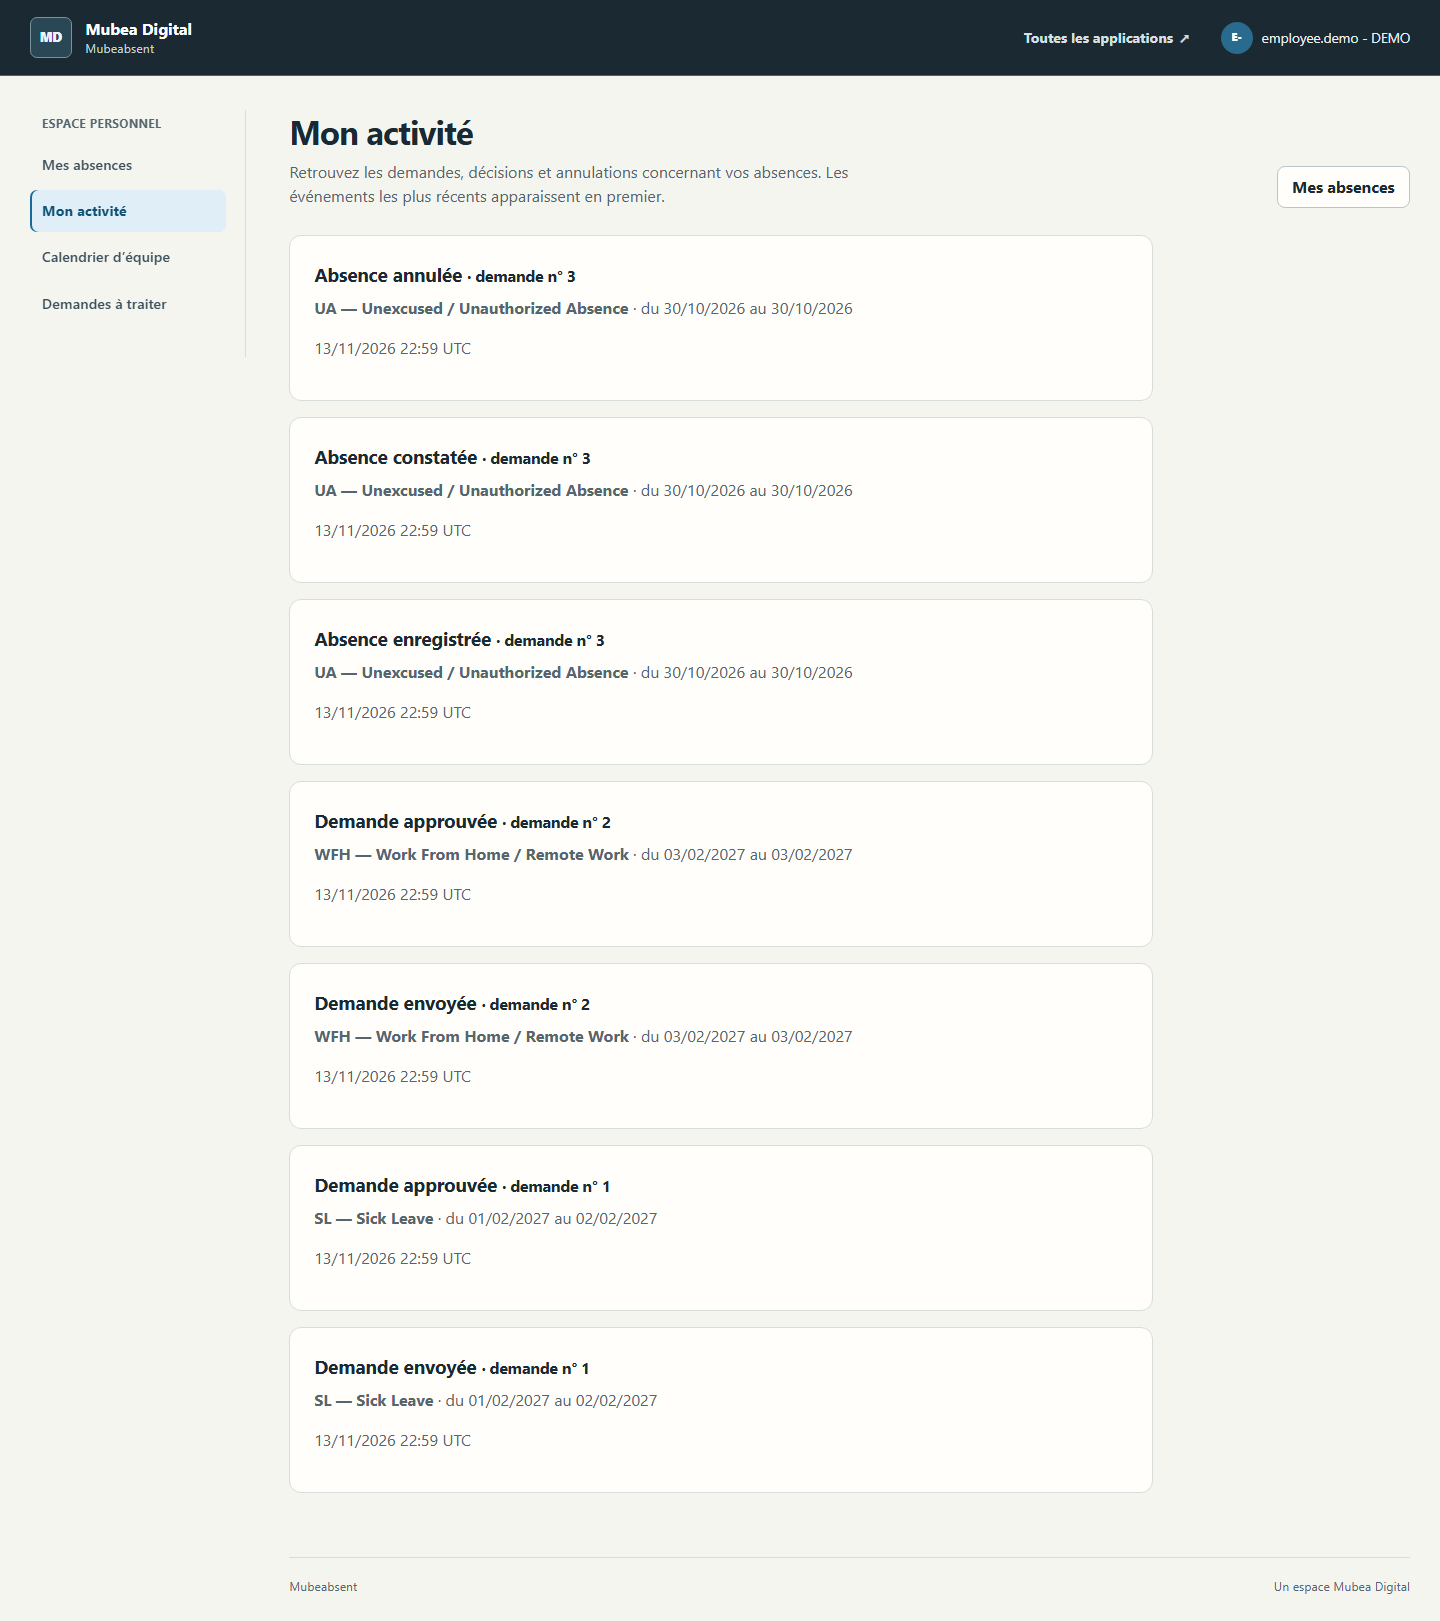 MD
Mubea Digital
Mubeabsent
Toutes les applications ↗
E-
employee.demo - DEMO
ESPACE PERSONNEL
Mes absences
Mon activité
Calendrier d’équipe
Demandes à traiter
Mon activité
Retrouvez les demandes, décisions et annulations concernant vos absences. Les
événements les plus récents apparaissent en premier.
Mes absences
Absence annulée · demande n° 3
UA — Unexcused / Unauthorized Absence · du 30/10/2026 au 30/10/2026
13/11/2026 22:59 UTC
Absence constatée · demande n° 3
UA — Unexcused / Unauthorized Absence · du 30/10/2026 au 30/10/2026
13/11/2026 22:59 UTC
Absence enregistrée · demande n° 3
UA — Unexcused / Unauthorized Absence · du 30/10/2026 au 30/10/2026
13/11/2026 22:59 UTC
Demande approuvée · demande n° 2
WFH — Work From Home / Remote Work · du 03/02/2027 au 03/02/2027
13/11/2026 22:59 UTC
Demande envoyée · demande n° 2
WFH — Work From Home / Remote Work · du 03/02/2027 au 03/02/2027
13/11/2026 22:59 UTC
Demande approuvée · demande n° 1
SL — Sick Leave · du 01/02/2027 au 02/02/2027
13/11/2026 22:59 UTC
Demande envoyée · demande n° 1
SL — Sick Leave · du 01/02/2027 au 02/02/2027
13/11/2026 22:59 UTC
Mubeabsent
Un espace Mubea Digital